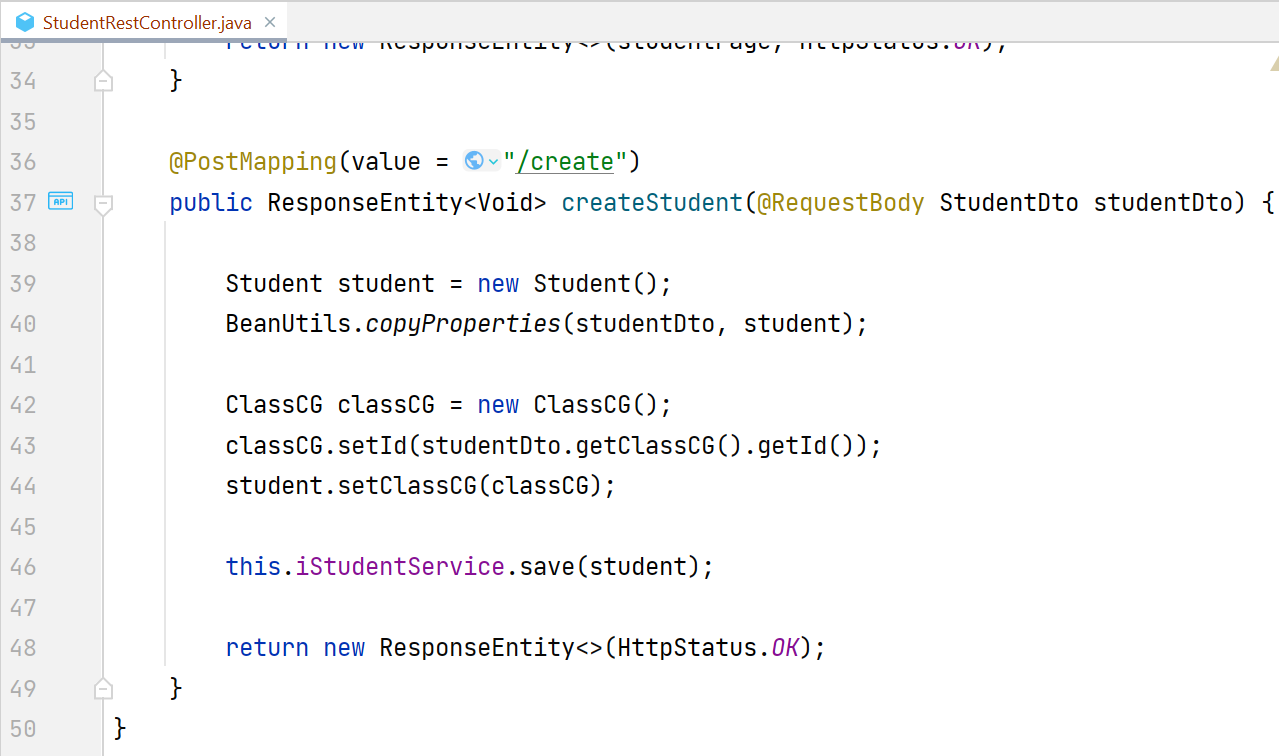 StudentRestController.java
return new ResponseEntity<>(studentPage, HttpStatus.OK);
34 }
35
36 @PostMapping(value = "/create")
37 API public ResponseEntity<Void> createStudent(@RequestBody StudentDto studentDto) {
38
39 Student student = new Student();
40 BeanUtils.copyProperties(studentDto, student);
41
42 ClassCG classCG = new ClassCG();
43 classCG.setId(studentDto.getClassCG().getId());
44 student.setClassCG(classCG);
45
46 this.iStudentService.save(student);
47
48 return new ResponseEntity<>(HttpStatus.OK);
49 }
50 }